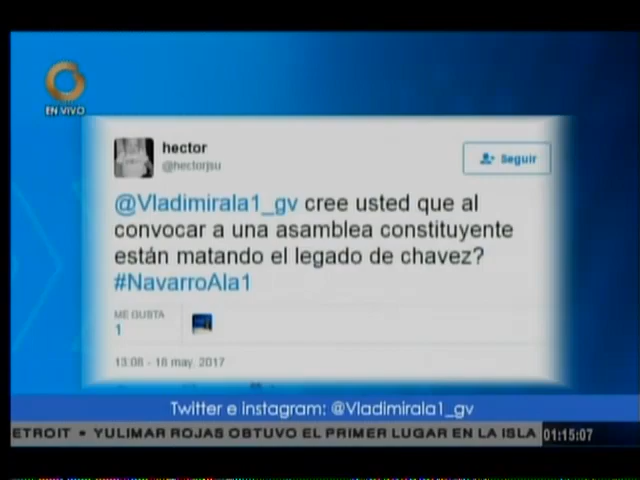 EN VIVO
hector
@hectorjsu
Seguir
@Vladimirala1_gv cree usted que al
convocar a una asamblea constituyente
están matando el legado de chavez?
#NavarroAla1
ME GUSTA
1
13:08 - 18 may. 2017
Twitter e instagram: @Vladimirala1_gv
ETROIT • YULIMAR ROJAS OBTUVO EL PRIMER LUGAR EN LA ISLA
01:15:07